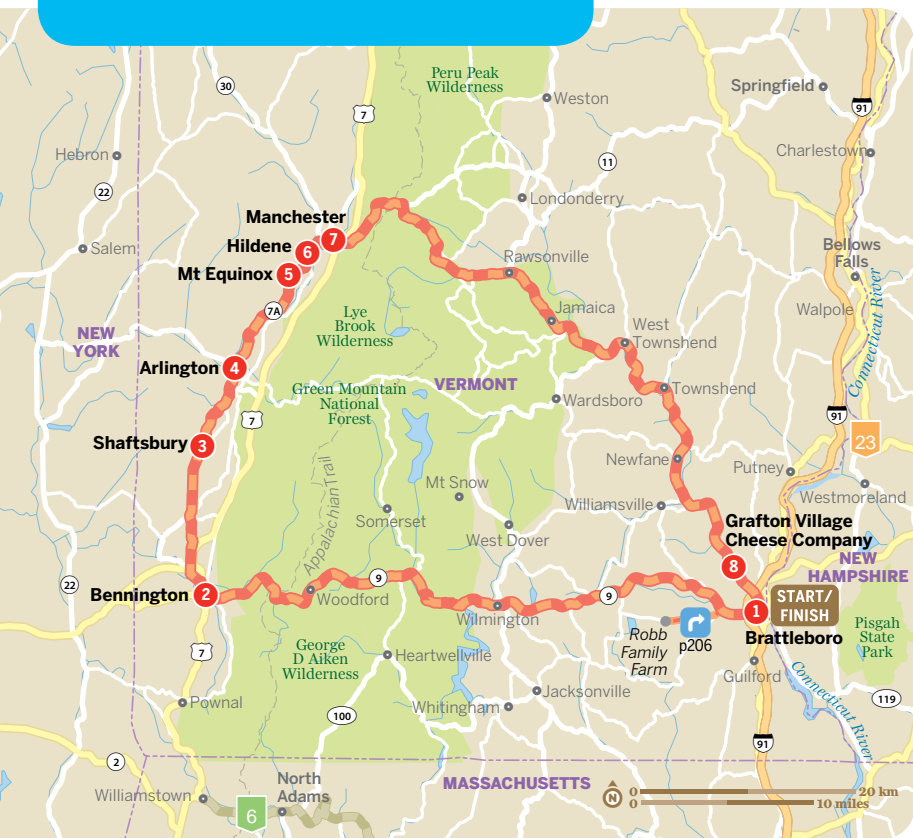 Peru Peak
Wilderness
Springfield
30
Weston
7
91
Charlestown
Hebron
11
22
Londonderry
Manchester
7
Hildene
6
Salem
Bellows
Falls
Mt Equinox
5
Rawsonville
7A
Jamaica
Walpole
Connecticut River
Lye
Brook
Wilderness
NEW
YORK
West
Townshend
Arlington
4
VERMONT
Townshend
Green Mountain
National
Forest
Wardsboro
7
91
23
Shaftsbury
3
Newfane
Putney
Mt Snow
Westmoreland
Appalachian Trail
Somerset
Williamsville
West Dover
Grafton Village
Cheese Company
NEW
HAMPSHIRE
8
22
9
Bennington
2
Woodford
9
START/
FINISH
1
Wilmington
Brattleboro
Robb
Family
Farm
p206
Pisgah
State
Park
7
George
D Aiken
Wilderness
Heartwellville
Guilford
Connecticut River
Jacksonville
Pownal
100
Whitingham
119
91
2
MASSACHUSETTS
North
Adams
Williamstown
6
N
0
20 km
0
10 miles